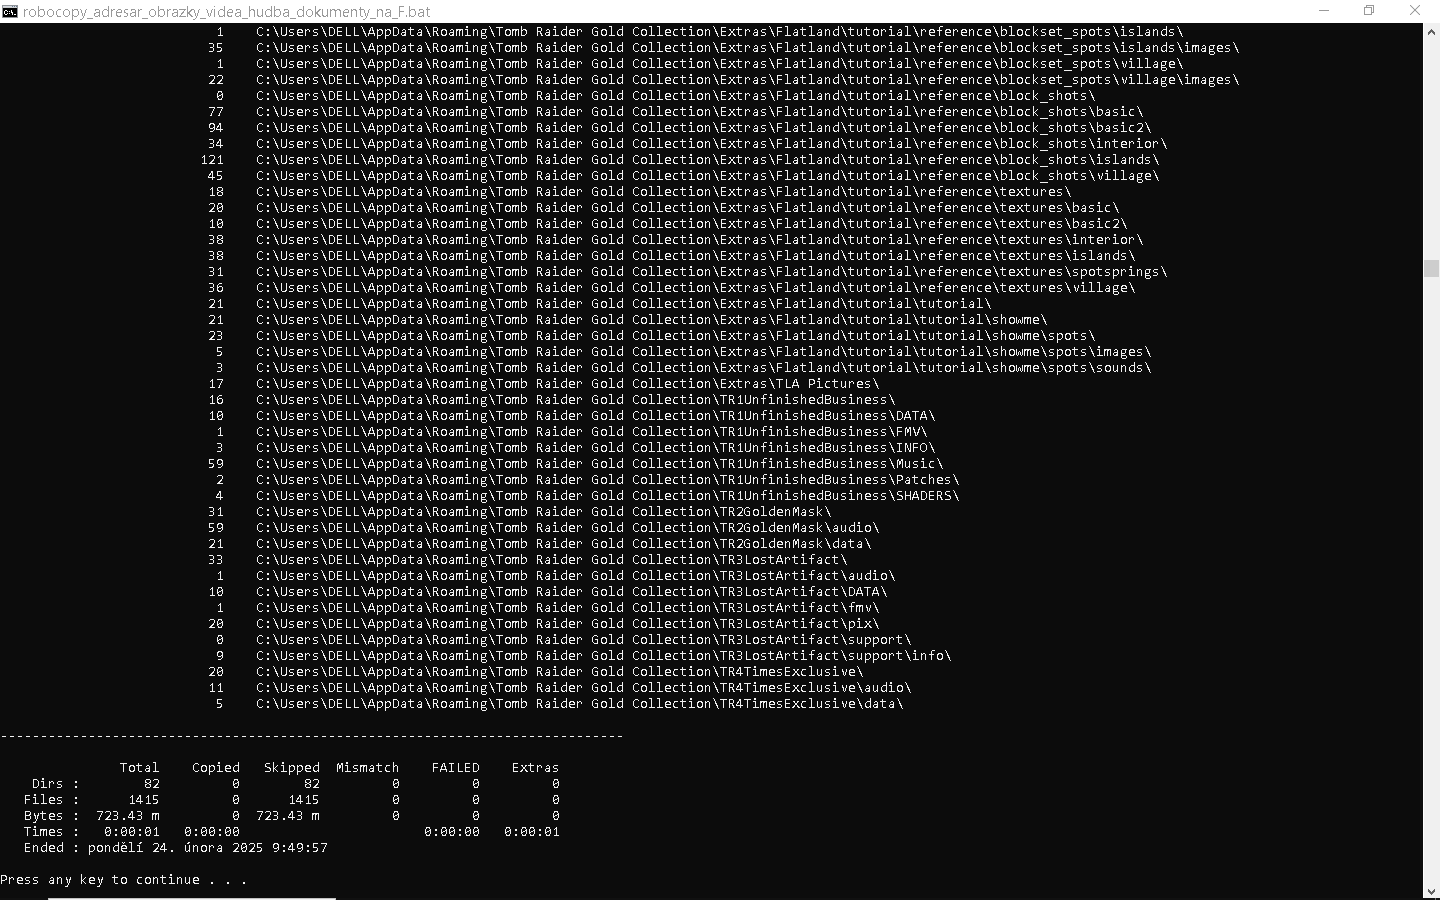 robocopy_adresar_obrazky_videa_hudba_dokumenty_na_F.bat
1 C:\Users\DELL\AppData\Roaming\Tomb Raider Gold Collection\Extras\Flatland\tutorial\reference\blockset_spots\islands\
35 C:\Users\DELL\AppData\Roaming\Tomb Raider Gold Collection\Extras\Flatland\tutorial\reference\blockset_spots\islands\images\
1 C:\Users\DELL\AppData\Roaming\Tomb Raider Gold Collection\Extras\Flatland\tutorial\reference\blockset_spots\village\
22 C:\Users\DELL\AppData\Roaming\Tomb Raider Gold Collection\Extras\Flatland\tutorial\reference\blockset_spots\village\images\
0 C:\Users\DELL\AppData\Roaming\Tomb Raider Gold Collection\Extras\Flatland\tutorial\reference\block_shots\
77 C:\Users\DELL\AppData\Roaming\Tomb Raider Gold Collection\Extras\Flatland\tutorial\reference\block_shots\basic\
94 C:\Users\DELL\AppData\Roaming\Tomb Raider Gold Collection\Extras\Flatland\tutorial\reference\block_shots\basic2\
34 C:\Users\DELL\AppData\Roaming\Tomb Raider Gold Collection\Extras\Flatland\tutorial\reference\block_shots\interior\
121 C:\Users\DELL\AppData\Roaming\Tomb Raider Gold Collection\Extras\Flatland\tutorial\reference\block_shots\islands\
45 C:\Users\DELL\AppData\Roaming\Tomb Raider Gold Collection\Extras\Flatland\tutorial\reference\block_shots\village\
18 C:\Users\DELL\AppData\Roaming\Tomb Raider Gold Collection\Extras\Flatland\tutorial\reference\textures\
20 C:\Users\DELL\AppData\Roaming\Tomb Raider Gold Collection\Extras\Flatland\tutorial\reference\textures\basic\
10 C:\Users\DELL\AppData\Roaming\Tomb Raider Gold Collection\Extras\Flatland\tutorial\reference\textures\basic2\
38 C:\Users\DELL\AppData\Roaming\Tomb Raider Gold Collection\Extras\Flatland\tutorial\reference\textures\interior\
38 C:\Users\DELL\AppData\Roaming\Tomb Raider Gold Collection\Extras\Flatland\tutorial\reference\textures\islands\
31 C:\Users\DELL\AppData\Roaming\Tomb Raider Gold Collection\Extras\Flatland\tutorial\reference\textures\spotsprings\
36 C:\Users\DELL\AppData\Roaming\Tomb Raider Gold Collection\Extras\Flatland\tutorial\reference\textures\village\
21 C:\Users\DELL\AppData\Roaming\Tomb Raider Gold Collection\Extras\Flatland\tutorial\tutorial\
21 C:\Users\DELL\AppData\Roaming\Tomb Raider Gold Collection\Extras\Flatland\tutorial\tutorial\showme\
23 C:\Users\DELL\AppData\Roaming\Tomb Raider Gold Collection\Extras\Flatland\tutorial\tutorial\showme\spots\
5 C:\Users\DELL\AppData\Roaming\Tomb Raider Gold Collection\Extras\Flatland\tutorial\tutorial\showme\spots\images\
3 C:\Users\DELL\AppData\Roaming\Tomb Raider Gold Collection\Extras\Flatland\tutorial\tutorial\showme\spots\sounds\
17 C:\Users\DELL\AppData\Roaming\Tomb Raider Gold Collection\Extras\TLA Pictures\
16 C:\Users\DELL\AppData\Roaming\Tomb Raider Gold Collection\TR1UnfinishedBusiness\
10 C:\Users\DELL\AppData\Roaming\Tomb Raider Gold Collection\TR1UnfinishedBusiness\DATA\
1 C:\Users\DELL\AppData\Roaming\Tomb Raider Gold Collection\TR1UnfinishedBusiness\FMV\
3 C:\Users\DELL\AppData\Roaming\Tomb Raider Gold Collection\TR1UnfinishedBusiness\INFO\
59 C:\Users\DELL\AppData\Roaming\Tomb Raider Gold Collection\TR1UnfinishedBusiness\Music\
2 C:\Users\DELL\AppData\Roaming\Tomb Raider Gold Collection\TR1UnfinishedBusiness\Patches\
4 C:\Users\DELL\AppData\Roaming\Tomb Raider Gold Collection\TR1UnfinishedBusiness\SHADERS\
31 C:\Users\DELL\AppData\Roaming\Tomb Raider Gold Collection\TR2GoldenMask\
59 C:\Users\DELL\AppData\Roaming\Tomb Raider Gold Collection\TR2GoldenMask\audio\
21 C:\Users\DELL\AppData\Roaming\Tomb Raider Gold Collection\TR2GoldenMask\data\
33 C:\Users\DELL\AppData\Roaming\Tomb Raider Gold Collection\TR3LostArtifact\
1 C:\Users\DELL\AppData\Roaming\Tomb Raider Gold Collection\TR3LostArtifact\audio\
10 C:\Users\DELL\AppData\Roaming\Tomb Raider Gold Collection\TR3LostArtifact\DATA\
1 C:\Users\DELL\AppData\Roaming\Tomb Raider Gold Collection\TR3LostArtifact\fmv\
20 C:\Users\DELL\AppData\Roaming\Tomb Raider Gold Collection\TR3LostArtifact\pix\
0 C:\Users\DELL\AppData\Roaming\Tomb Raider Gold Collection\TR3LostArtifact\support\
9 C:\Users\DELL\AppData\Roaming\Tomb Raider Gold Collection\TR3LostArtifact\support\info\
20 C:\Users\DELL\AppData\Roaming\Tomb Raider Gold Collection\TR4TimesExclusive\
11 C:\Users\DELL\AppData\Roaming\Tomb Raider Gold Collection\TR4TimesExclusive\audio\
5 C:\Users\DELL\AppData\Roaming\Tomb Raider Gold Collection\TR4TimesExclusive\data\
------------------------------------------------------------------------------
Total Copied Skipped Mismatch FAILED Extras
Dirs : 82 0 82 0 0 0
Files : 1415 0 1415 0 0 0
Bytes : 723.43 m 0 723.43 m 0 0 0
Times : 0:00:01 0:00:00 0:00:00 0:00:01
Ended : pondělí 24. února 2025 9:49:57
Press any key to continue . . .